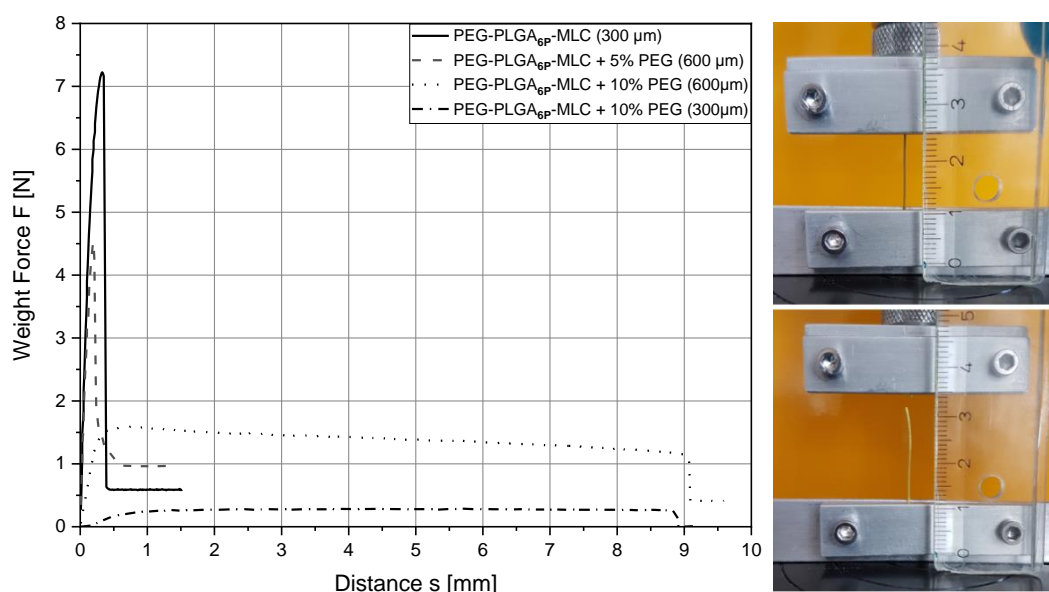 8
7
6
5
4
3
2
1
0
Weight Force F [N]
PEG-PLGA6P-MLC (300 µm)
PEG-PLGA6P-MLC + 5% PEG (600 µm)
PEG-PLGA6P-MLC + 10% PEG (600µm)
PEG-PLGA6P-MLC + 10% PEG (300µm)
0 1 2 3 4 5 6 7 8 9 10
Distance s [mm]
4
3
2
1
0
5
4
3
2
1
0